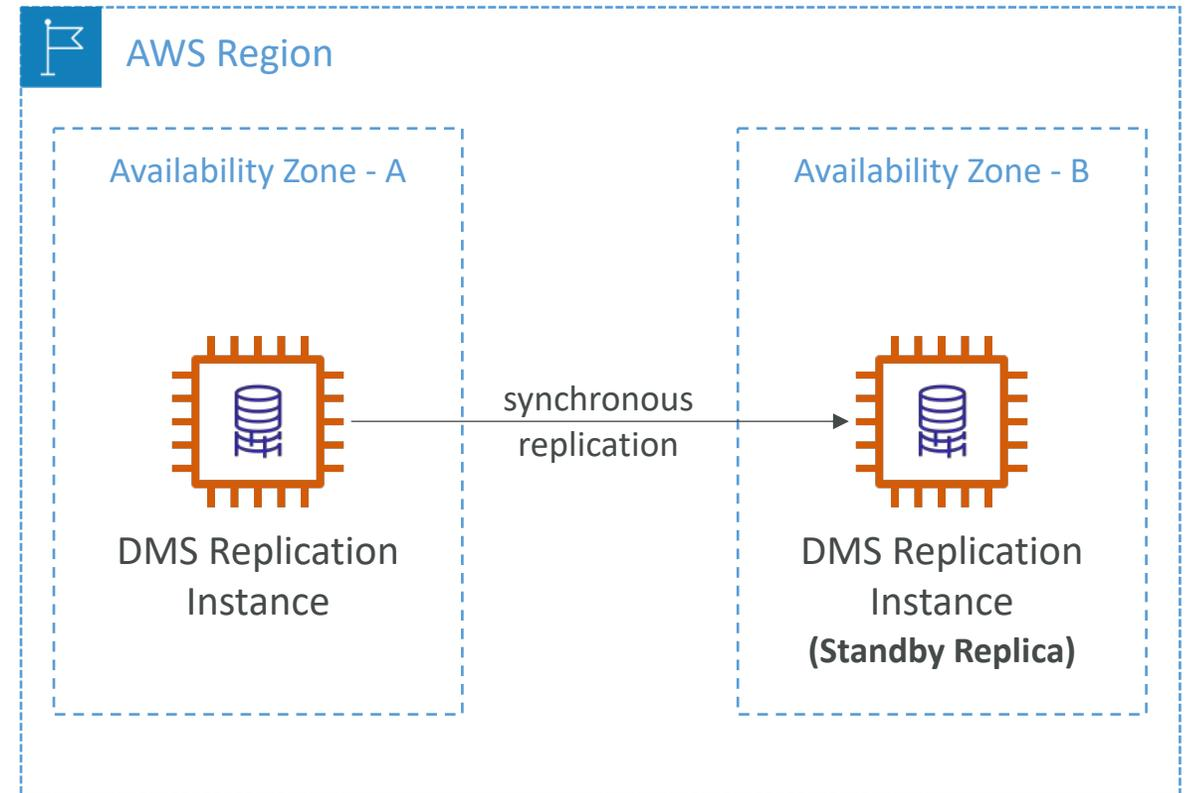 AWS Region
Availability Zone - A
Availability Zone - B
synchronous
replication
DMS Replication
Instance
DMS Replication
Instance
(Standby Replica)